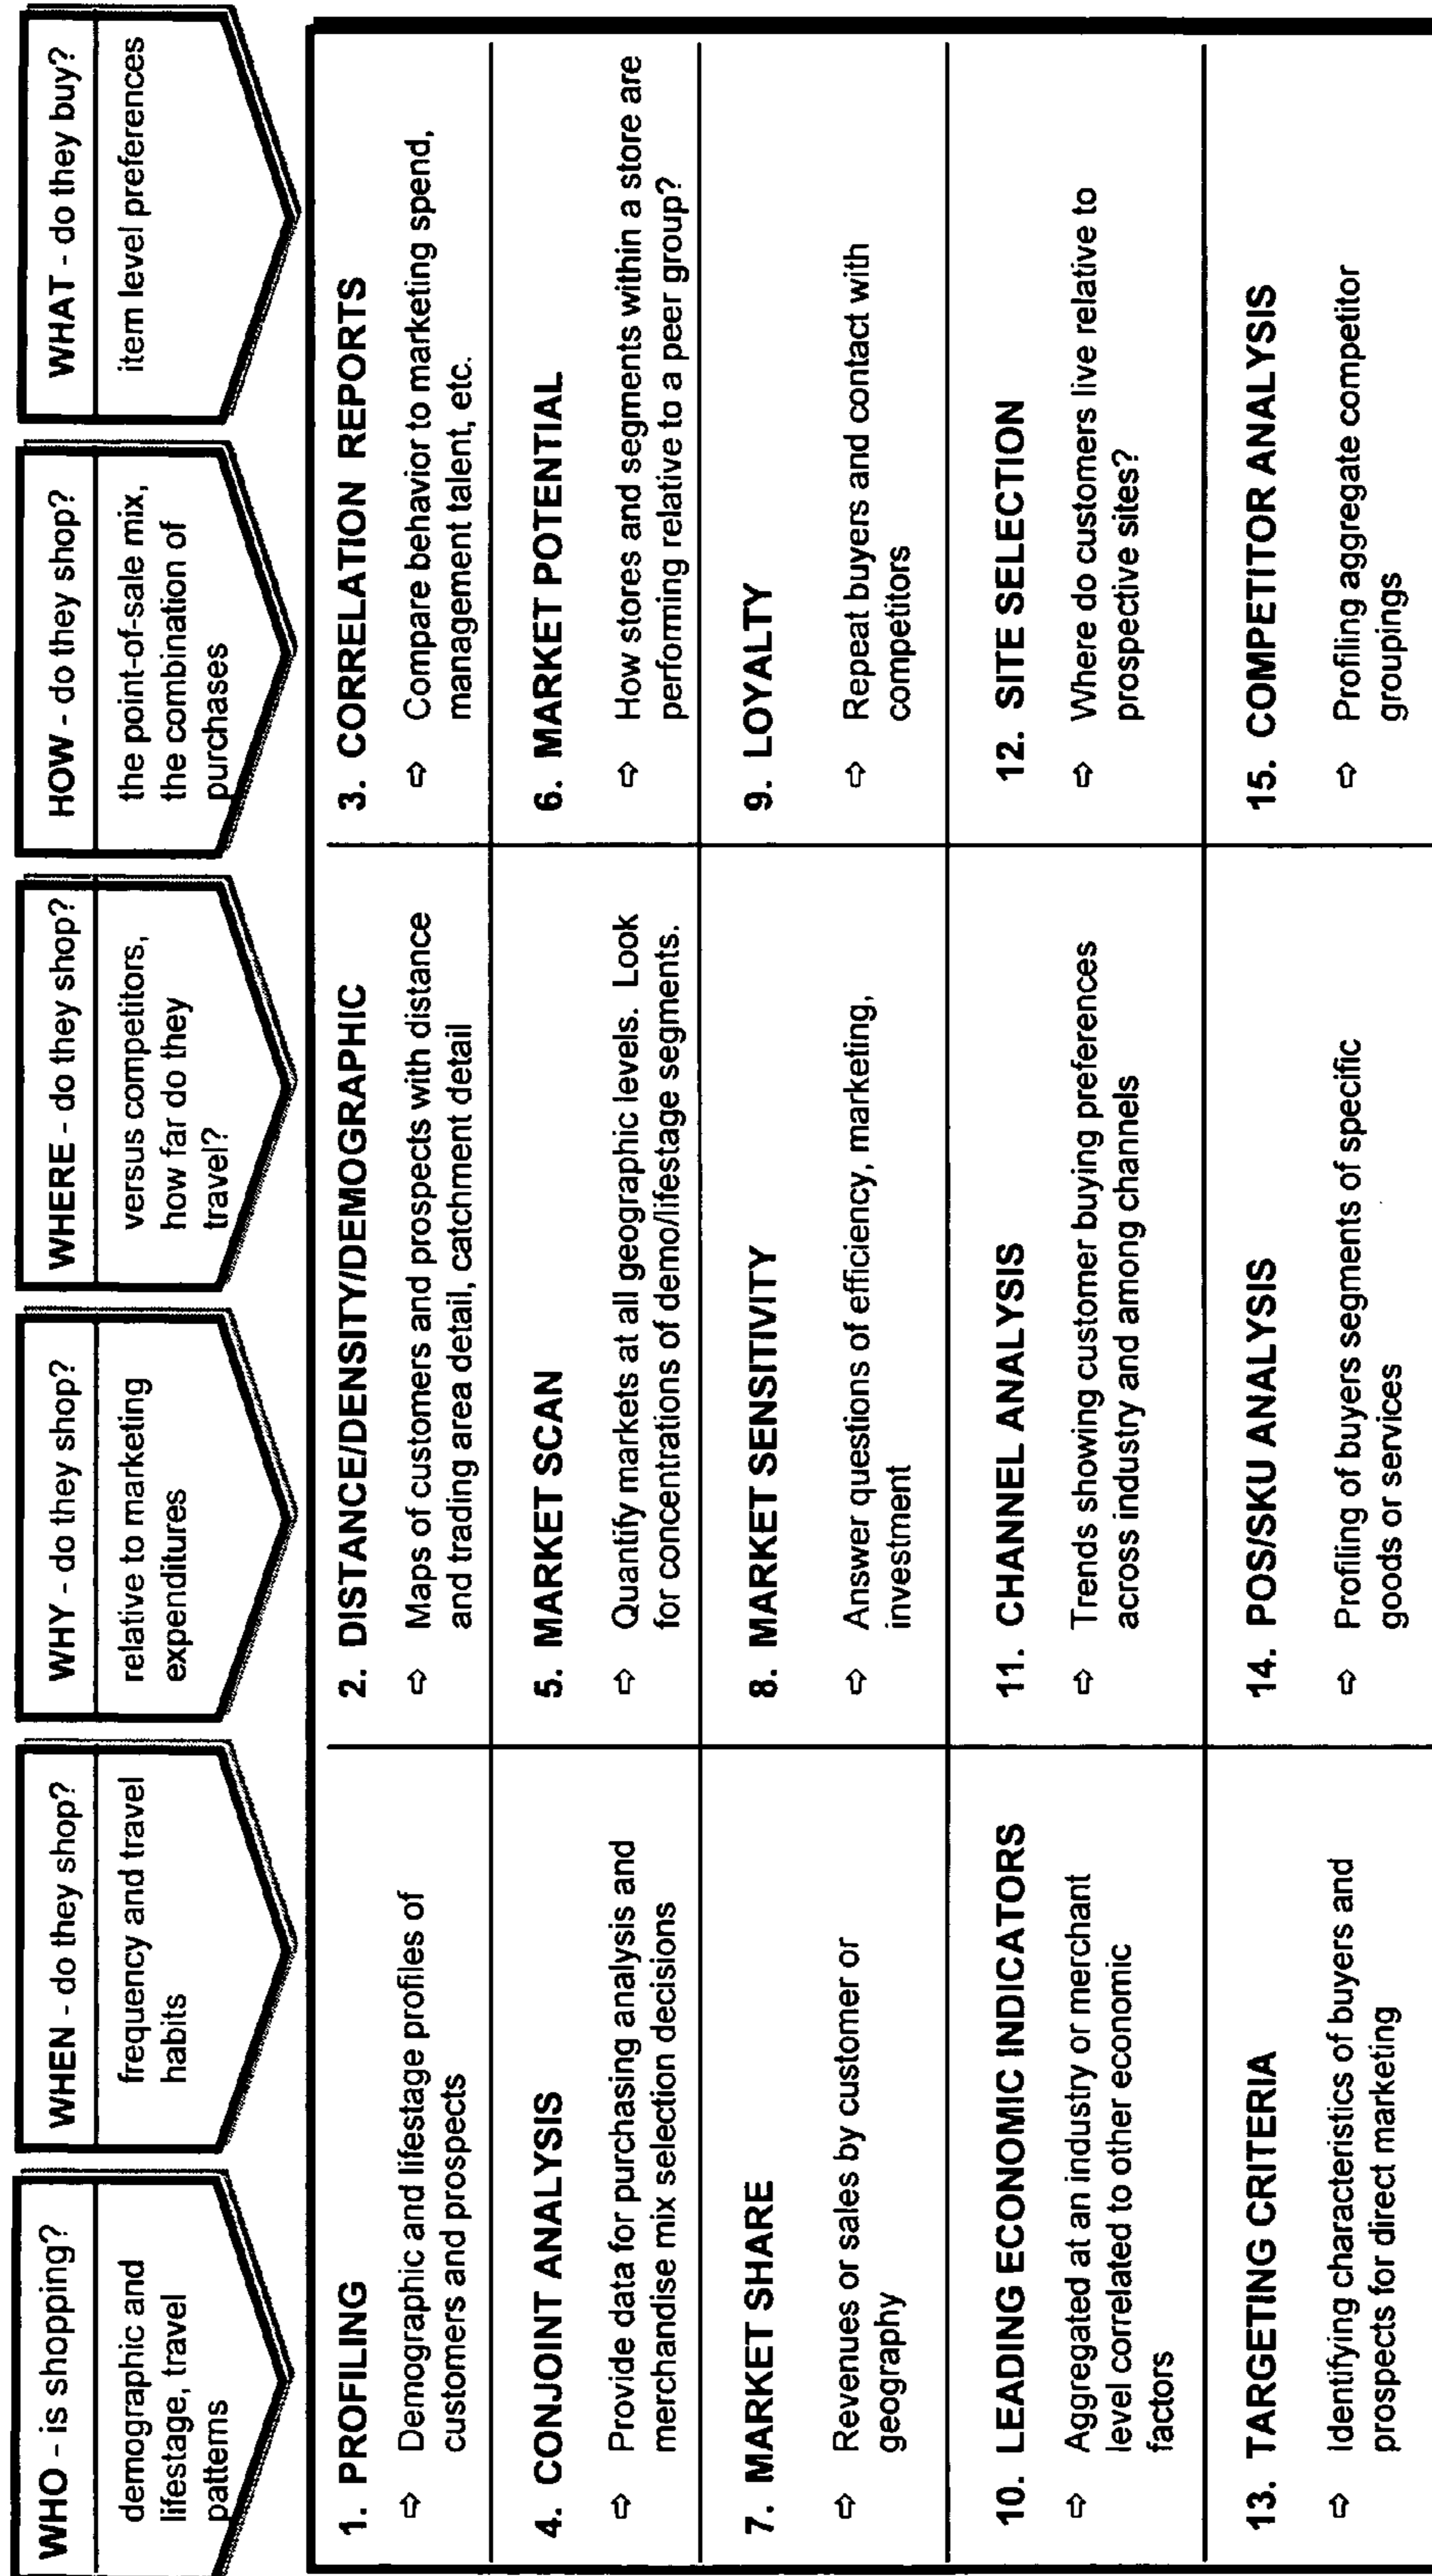 WHO - is shopping?
demographic and
lifestage, travel
patterns
WHEN - do they shop?
frequency and travel
habits
WHY - do they shop?
relative to marketing
expenditures
WHERE - do they shop?
versus competitors,
how far do they
travel?
HOW - do they shop?
the point-of-sale mix,
the combination of
purchases
WHAT - do they buy?
item level preferences
1. PROFILING
⇨ Demographic and lifestage profiles of
customers and prospects
2. DISTANCE/DENSITY/DEMOGRAPHIC
⇨ Maps of customers and prospects with distance
and trading area detail, catchment detail
3. CORRELATION REPORTS
⇨ Compare behavior to marketing spend,
management talent, etc.
4. CONJOINT ANALYSIS
⇨ Provide data for purchasing analysis and
merchandise mix selection decisions
5. MARKET SCAN
⇨ Quantify markets at all geographic levels. Look
for concentrations of demo/lifestage segments.
6. MARKET POTENTIAL
⇨ How stores and segments within a store are
performing relative to a peer group?
7. MARKET SHARE
⇨ Revenues or sales by customer or
geography
8. MARKET SENSITIVITY
⇨ Answer questions of efficiency, marketing,
investment
9. LOYALTY
⇨ Repeat buyers and contact with
competitors
10. LEADING ECONOMIC INDICATORS
⇨ Aggregated at an industry or merchant
level correlated to other economic
factors
11. CHANNEL ANALYSIS
⇨ Trends showing customer buying preferences
across industry and among channels
12. SITE SELECTION
⇨ Where do customers live relative to
prospective sites?
13. TARGETING CRITERIA
⇨ Identifying characteristics of buyers and
prospects for direct marketing
14. POS/SKU ANALYSIS
⇨ Profiling of buyers segments of specific
goods or services
15. COMPETITOR ANALYSIS
⇨ Profiling aggregate competitor
groupings